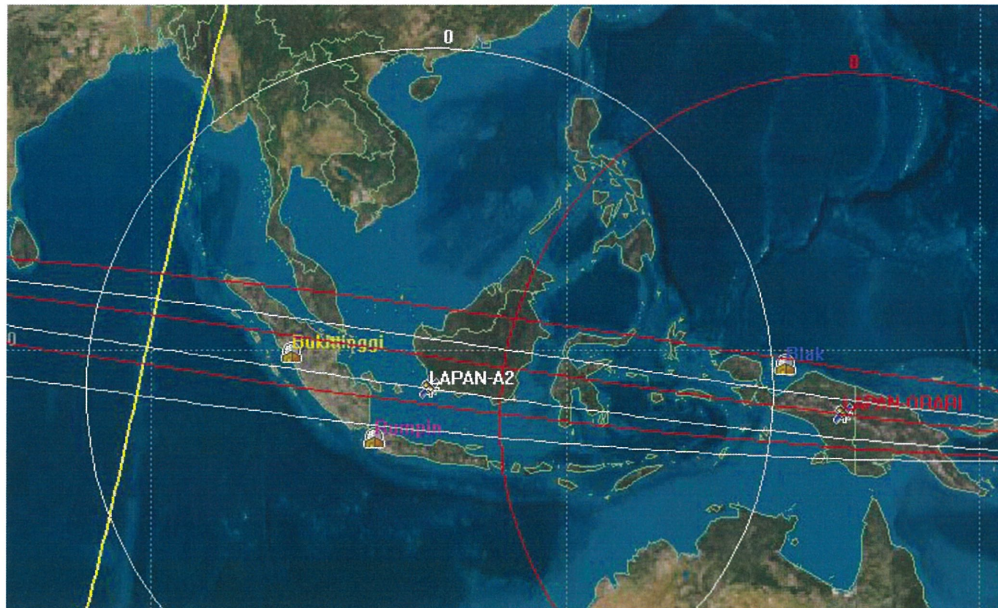 0
0
0
Bukittinggi
Biak
LAPAN-A2
LAPAN-ORARI
Rumpin